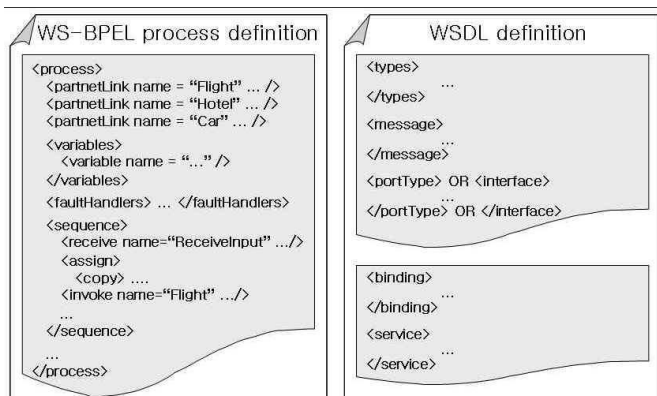 WS-BPEL process definition
<process>
<partnetLink name = “Flight” ... />
<partnetLink name = “Hotel” ... />
<partnetLink name = “Car” ... />
<variables>
<variable name = “...” />
</variables>
<faultHandlers> ... </faultHandlers>
<sequence>
<receive name=“ReceiveInput” .../>
<assign>
<copy> ....
<invoke name=“Flight” .../>
...
</sequence>
...
</process>
WSDL definition
<types>
...
</types>
<message>
...
</message>
<portType> OR <interface>
...
</portType> OR </interface>
<binding>
...
</binding>
<service>
...
</service>